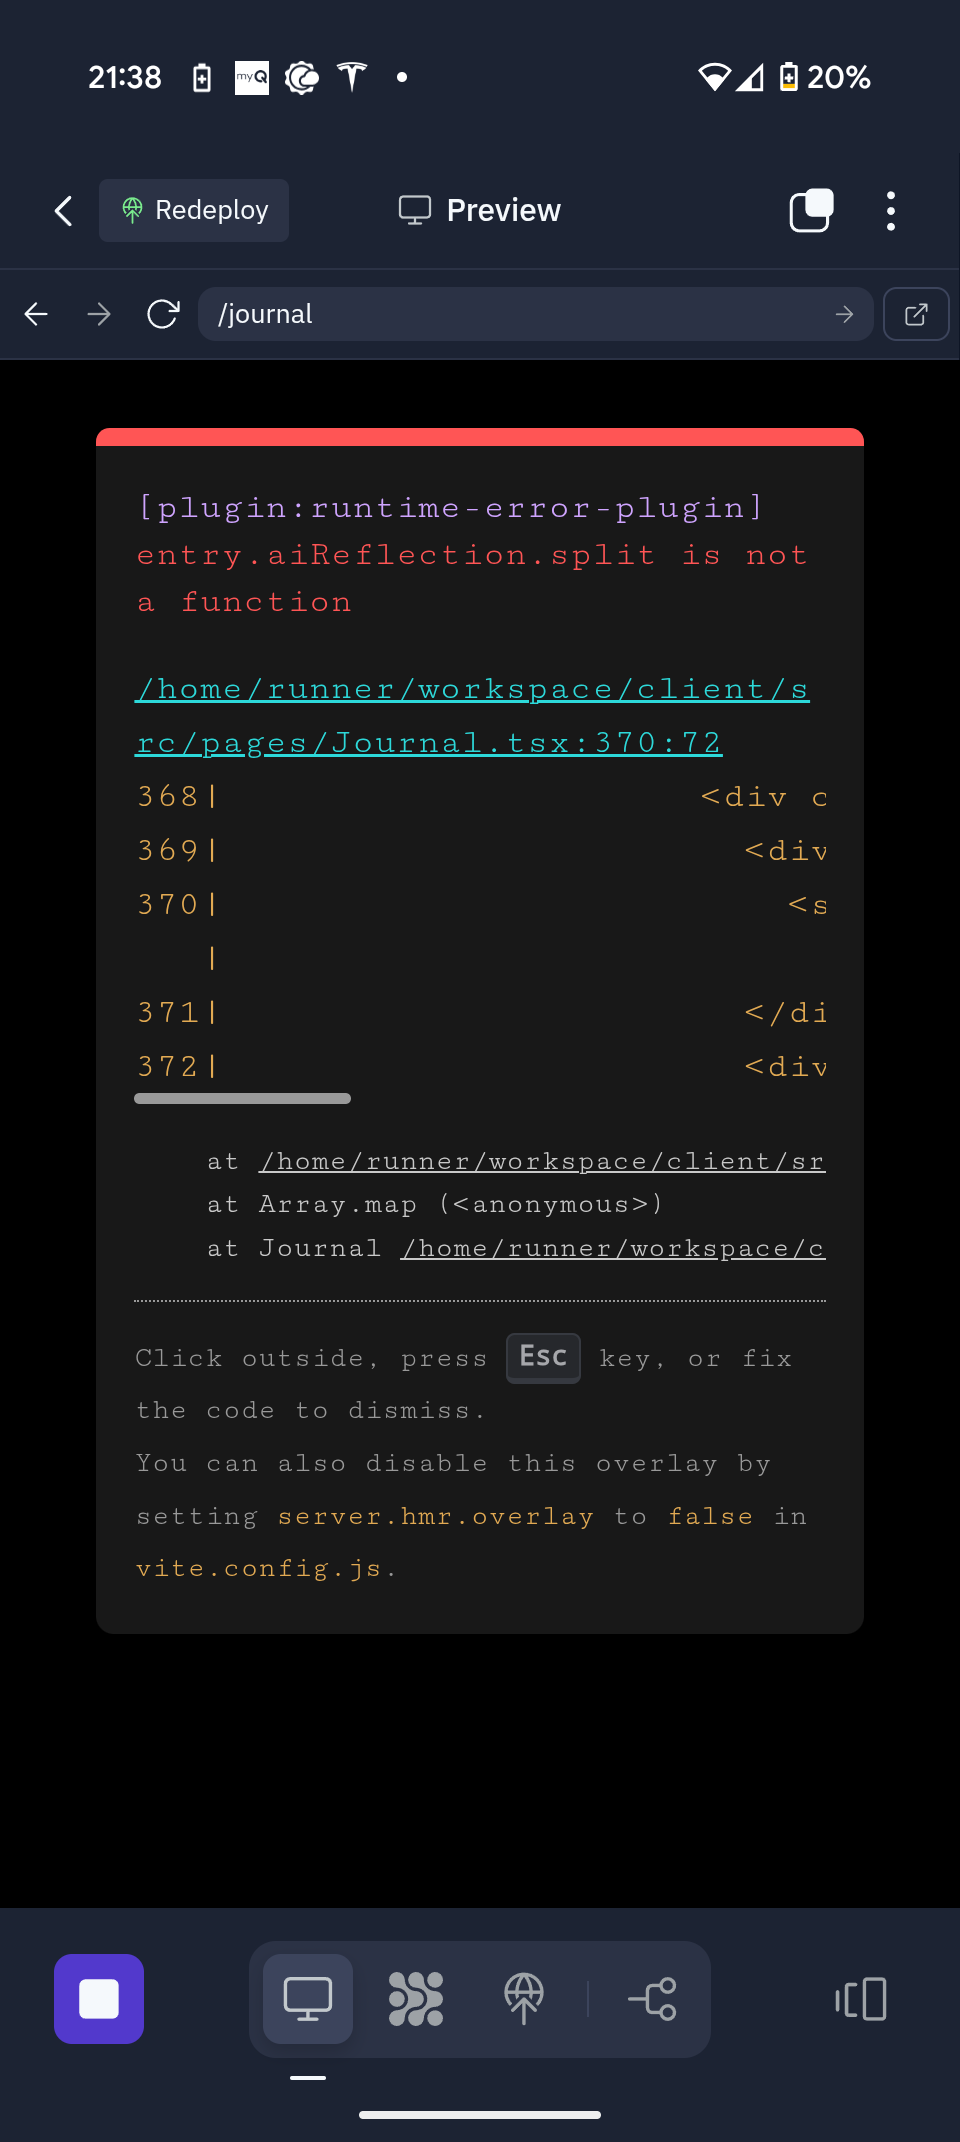 21:38
myQ
20%
Redeploy
Preview
/journal
[plugin:runtime-error-plugin]
entry.aiReflection.split is not
a function
/home/runner/workspace/client/s
rc/pages/Journal.tsx:370:72
368|                      <div c
369|                        <div
370|                          <s
|
371|                        </di
372|                        <div
at /home/runner/workspace/client/sr
at Array.map (<anonymous>)
at Journal /home/runner/workspace/c
Click outside, press Esc key, or fix
the code to dismiss.
You can also disable this overlay by
setting server.hmr.overlay to false in
vite.config.js.